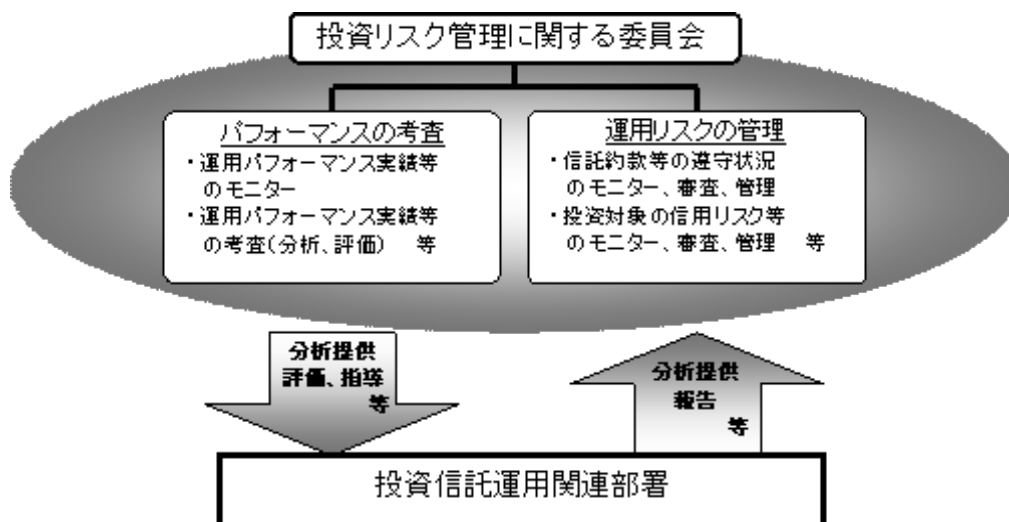 投資リスク管理に関する委員会
パフォーマンスの考査
・運用パフォーマンス実績等
のモニター
・運用パフォーマンス実績等
の考査(分析、評価) 等
運用リスクの管理
・信託約款等の遵守状況
のモニター、審査、管理
・投資対象の信用リスク等
のモニター、審査、管理 等
分析提供
評価、指導
等
分析提供
報告
等
投資信託運用関連部署